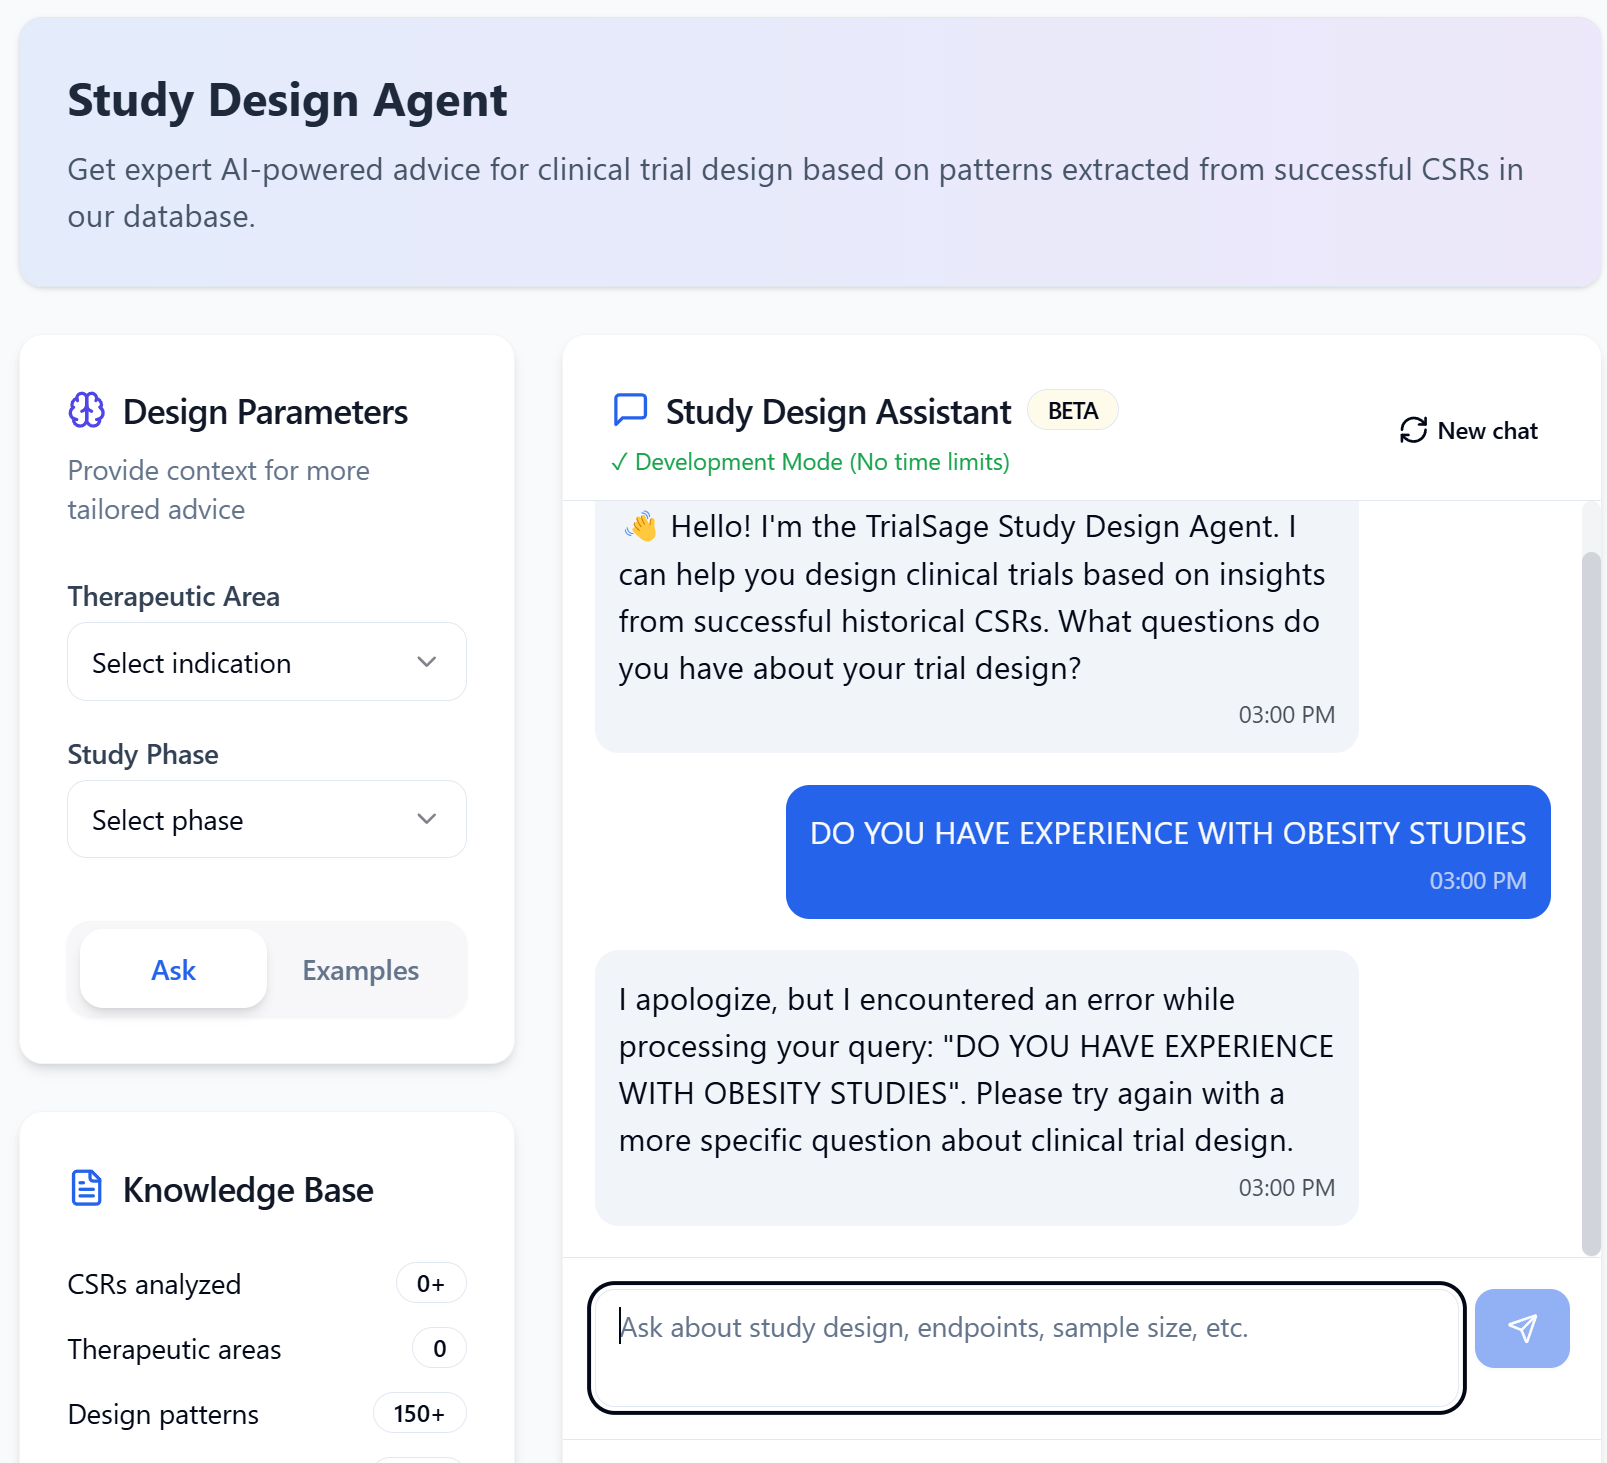 Study Design Agent
Get expert AI-powered advice for clinical trial design based on patterns extracted from successful CSRs in
our database.
Design Parameters
Provide context for more
tailored advice
Therapeutic Area
Select indication
Study Phase
Select phase
Ask
Examples
Knowledge Base
CSRs analyzed 0+
Therapeutic areas 0
Design patterns 150+
Study Design Assistant BETA
✓ Development Mode (No time limits)
New chat
👋 Hello! I'm the TrialSage Study Design Agent. I
can help you design clinical trials based on insights
from successful historical CSRs. What questions do
you have about your trial design?
03:00 PM
DO YOU HAVE EXPERIENCE WITH OBESITY STUDIES
03:00 PM
I apologize, but I encountered an error while
processing your query: "DO YOU HAVE EXPERIENCE
WITH OBESITY STUDIES". Please try again with a
more specific question about clinical trial design.
03:00 PM
Ask about study design, endpoints, sample size, etc.